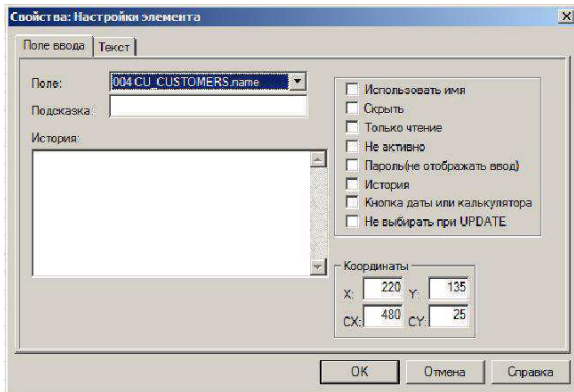 Свойства: Настройки элемента
Поле ввода
Текст
Поле:
004:CU_CUSTOMERS.name
Подсказка:
История:
Использовать имя
Скрыть
Только чтение
Не активно
Пароль(не отображать ввод)
История
Кнопка даты или калькулятора
Не выбирать при UPDATE
Координаты
X: 220 Y: 135
CX: 480 CY: 25
OK Отмена Справка